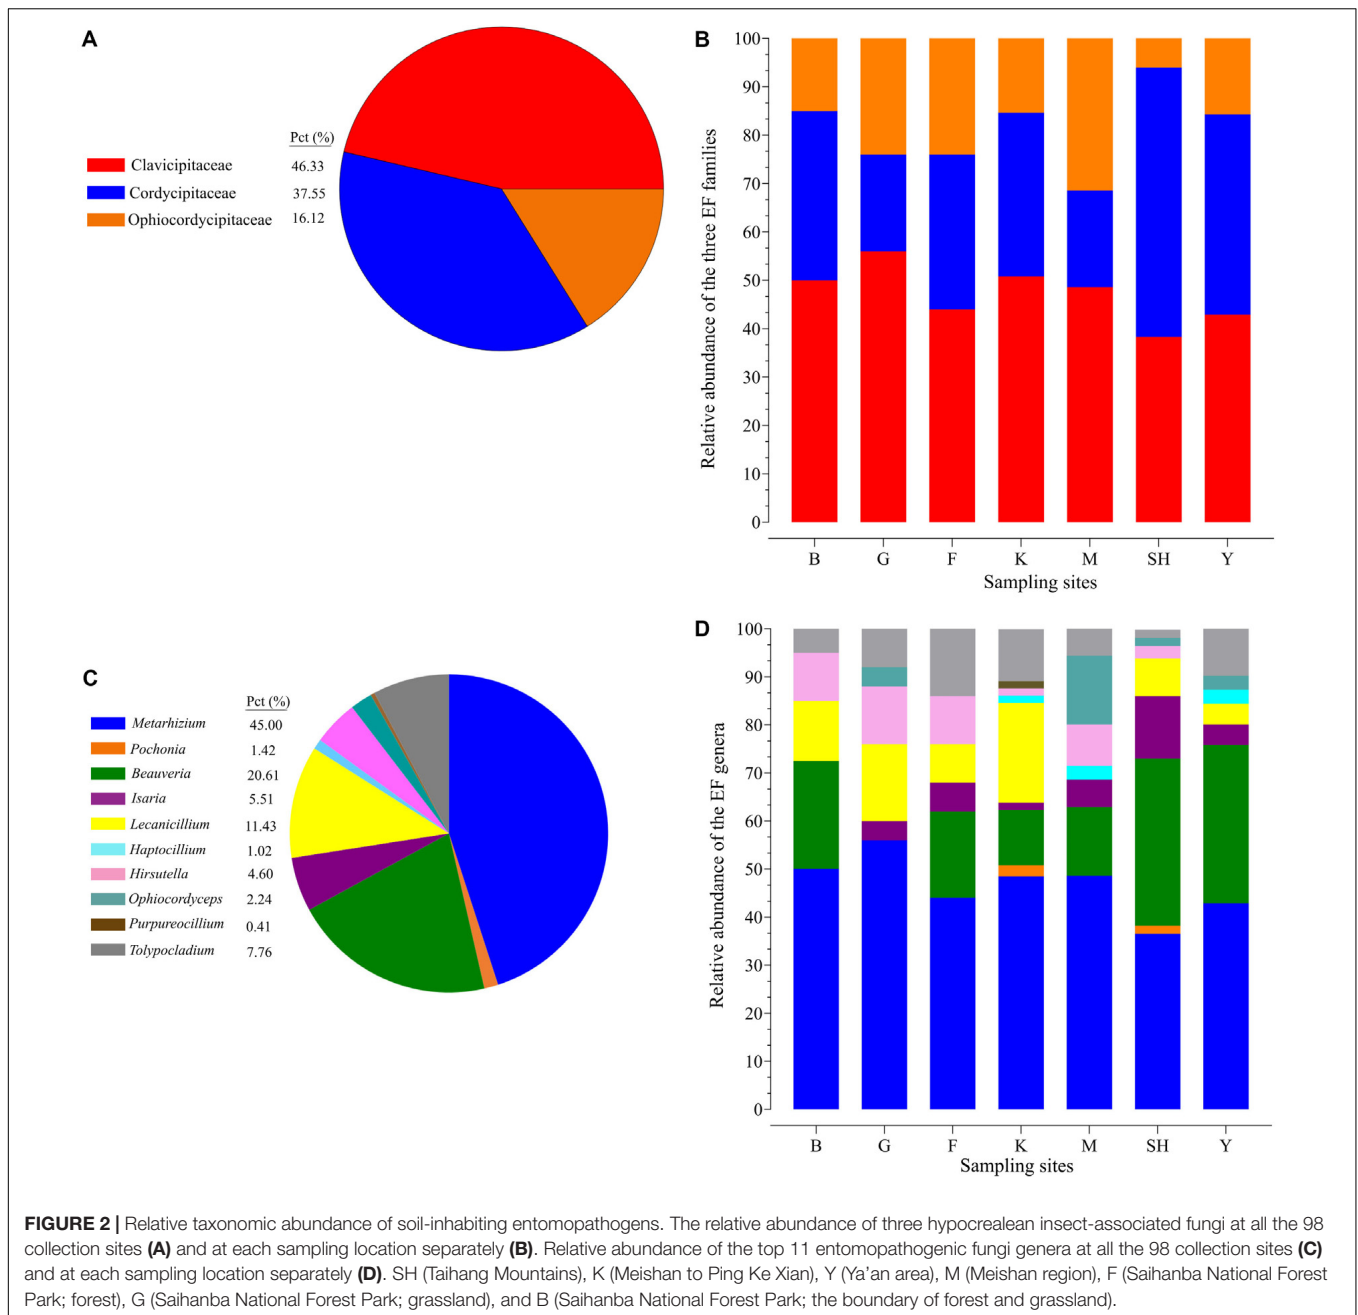 A
Pct (%)
Clavicipitaceae 46.33
Cordycipitaceae 37.55
Ophiocordycipitaceae 16.12
B
Relative abundance of the three EF families
100
90
80
70
60
50
40
30
20
10
0
B G F K M SH Y
Sampling sites
C
Pct (%)
Metarhizium 45.00
Pochonia 1.42
Beauveria 20.61
Isaria 5.51
Lecanicillium 11.43
Haptocillium 1.02
Hirsutella 4.60
Ophiocordyceps 2.24
Purpureocillium 0.41
Tolypocladium 7.76
D
Relative abundance of the EF genera
100
90
80
70
60
50
40
30
20
10
0
B G F K M SH Y
Sampling sites
FIGURE 2 | Relative taxonomic abundance of soil-inhabiting entomopathogens. The relative abundance of three hypocrealean insect-associated fungi at all the 98
collection sites (A) and at each sampling location separately (B). Relative abundance of the top 11 entomopathogenic fungi genera at all the 98 collection sites (C)
and at each sampling location separately (D). SH (Taihang Mountains), K (Meishan to Ping Ke Xian), Y (Ya’an area), M (Meishan region), F (Saihanba National Forest
Park; forest), G (Saihanba National Forest Park; grassland), and B (Saihanba National Forest Park; the boundary of forest and grassland).